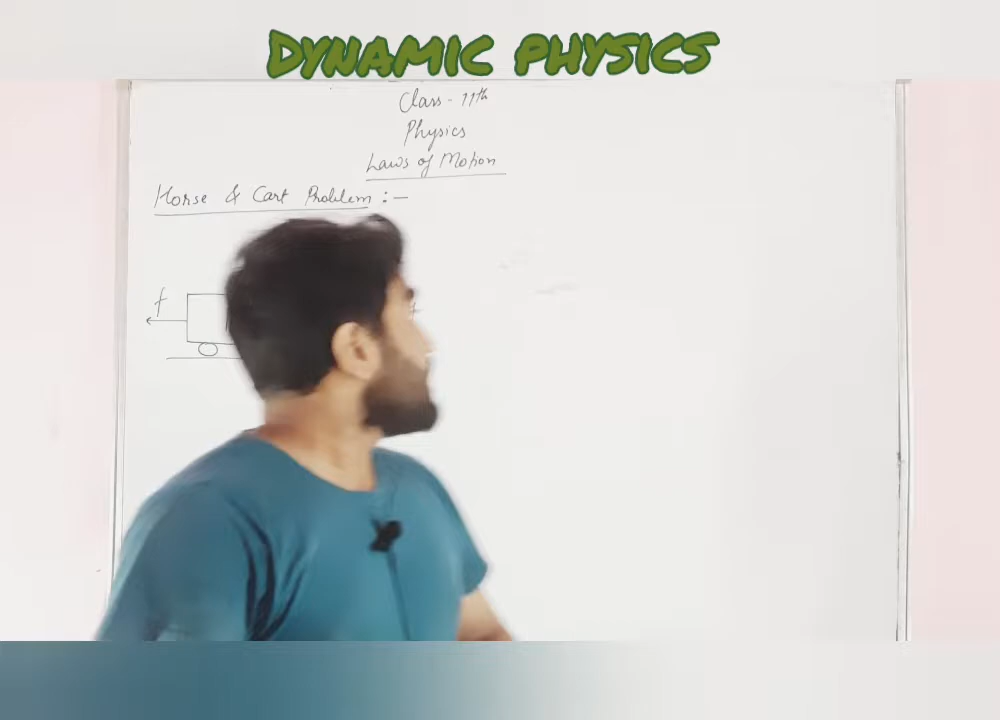 DYNAMIC PHYSICS
Class - 11th
Physics
Laws of Motion
Horse & Cart Problem :-
f